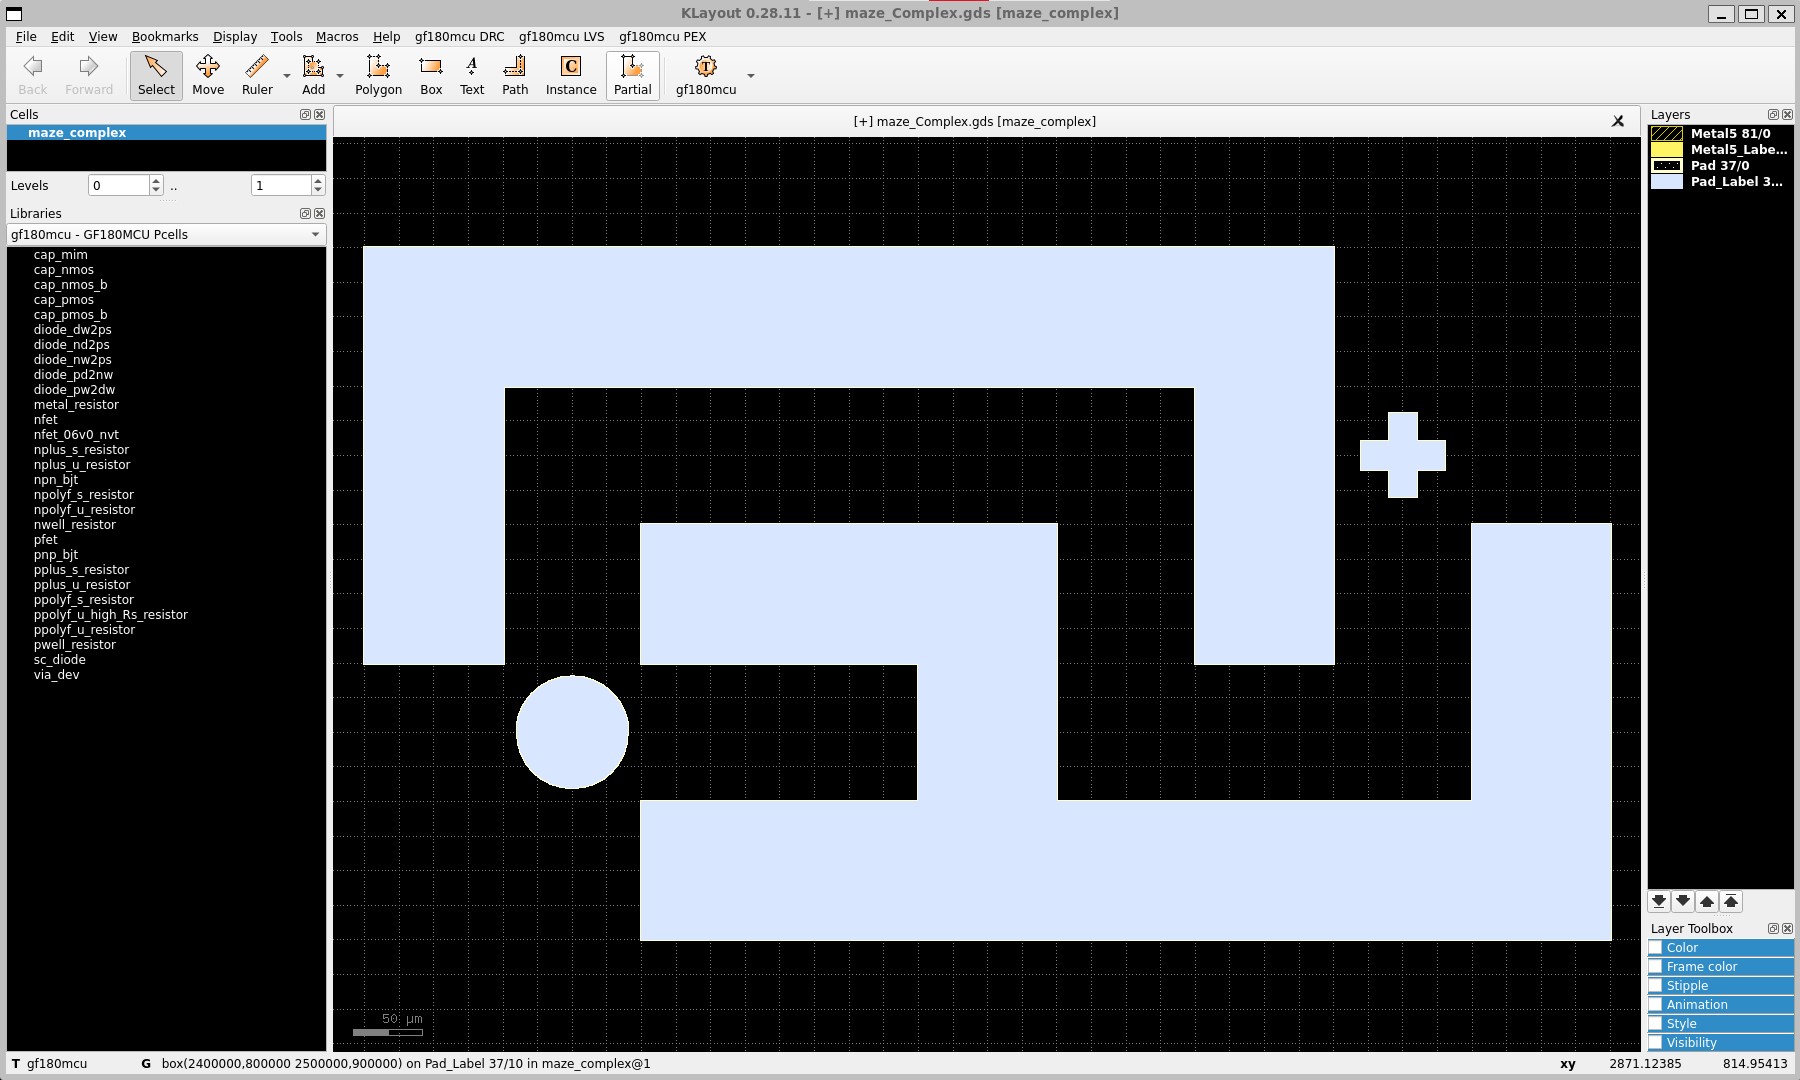 KLayout 0.28.11 - [+] maze_Complex.gds [maze_complex]
File Edit View Bookmarks Display Tools Macros Help gf180mcu DRC gf180mcu LVS gf180mcu PEX
Back Forward Select Move Ruler Add Polygon Box Text Path Instance Partial gf180mcu
Cells
maze_complex
Levels 0 .. 1
Libraries
gf180mcu - GF180MCU Pcells
cap_mim
cap_nmos
cap_nmos_b
cap_pmos
cap_pmos_b
diode_dw2ps
diode_nd2ps
diode_nw2ps
diode_pd2nw
diode_pw2dw
metal_resistor
nfet
nfet_06v0_nvt
nplus_s_resistor
nplus_u_resistor
npn_bjt
npolyf_s_resistor
npolyf_u_resistor
nwell_resistor
pfet
pnp_bjt
pplus_s_resistor
pplus_u_resistor
ppolyf_s_resistor
ppolyf_u_high_Rs_resistor
ppolyf_u_resistor
pwell_resistor
sc_diode
via_dev
[+] maze_Complex.gds [maze_complex]
50 µm
Layers
Metal5 81/0
Metal5_Labe...
Pad 37/0
Pad_Label 3...
Layer Toolbox
Color
Frame color
Stipple
Animation
Style
Visibility
T gf180mcu G box(2400000,800000 2500000,900000) on Pad_Label 37/10 in maze_complex@1 xy 2871.12385 814.95413